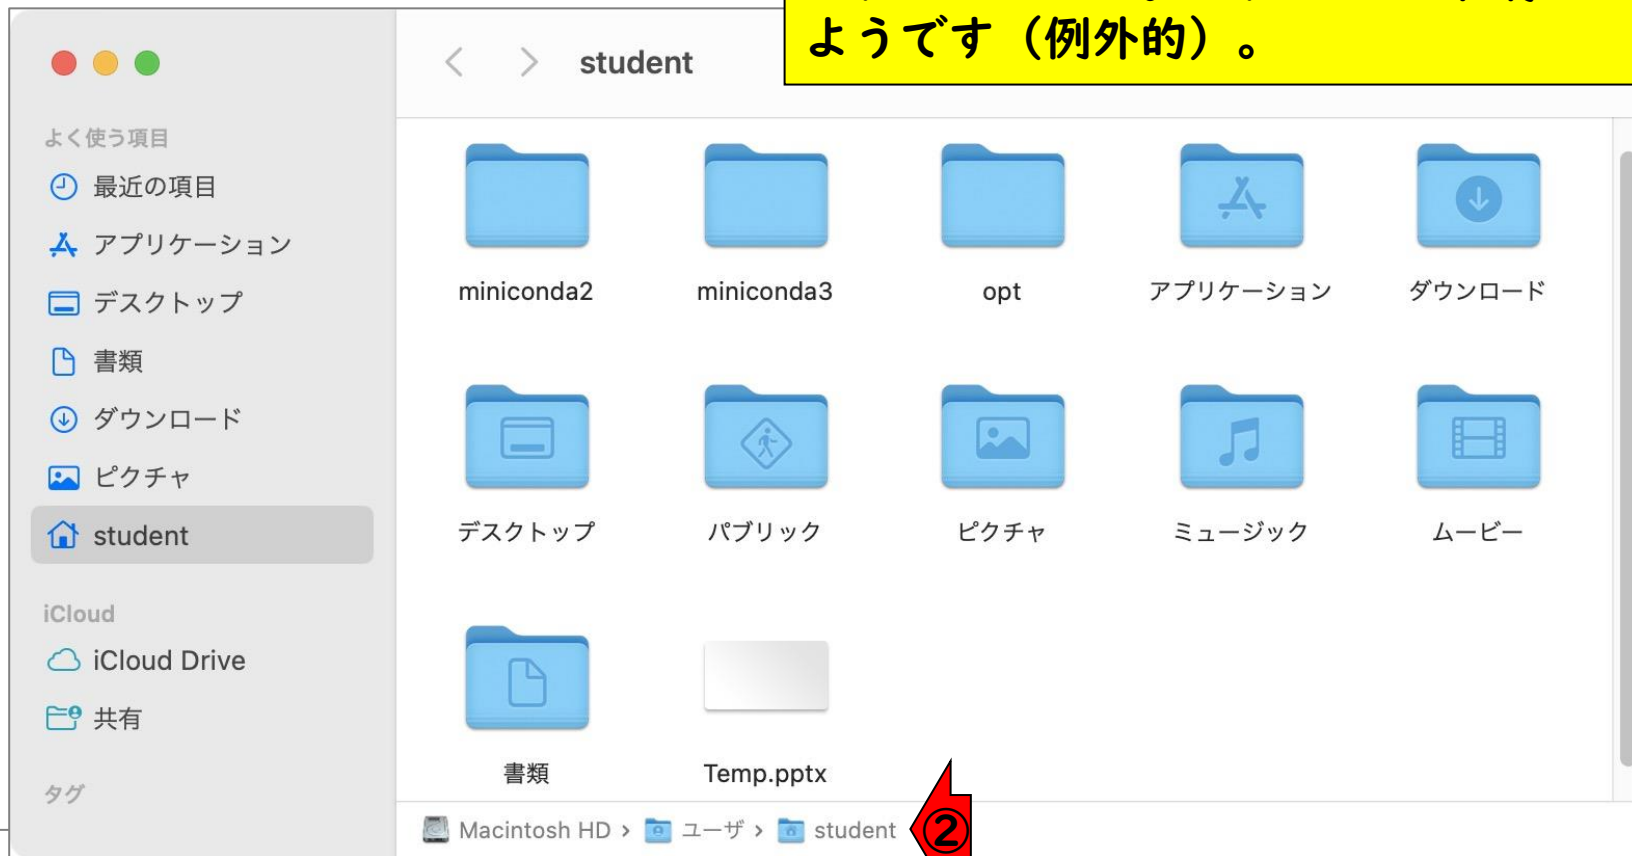 ようです（例外的）。
student
よく使う項目
最近の項目
アプリケーション
デスクトップ
書類
ダウンロード
ピクチャ
student
iCloud
iCloud Drive
共有
タグ
miniconda2 miniconda3 opt アプリケーション ダウンロード
デスクトップ パブリック ピクチャ ミュージック ムービー
書類 Temp.pptx
Macintosh HD › ユーザ › student ②